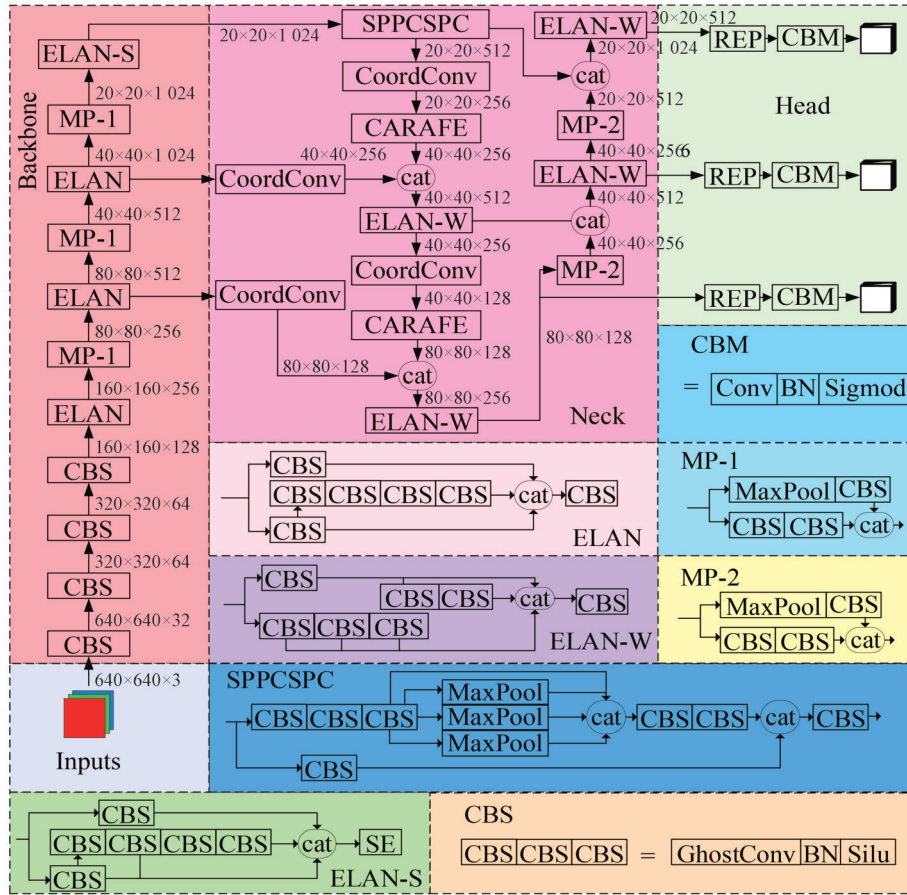 Backbone
ELAN-S
20×20×1 024
MP-1
40×40×1 024
ELAN
40×40×512
MP-1
80×80×512
ELAN
80×80×256
MP-1
160×160×256
ELAN
160×160×128
CBS
320×320×64
CBS
320×320×64
CBS
640×640×32
CBS
640×640×3
Inputs
20×20×1 024
SPPCSPC
20×20×512
CoordConv
20×20×256
CARAFE
40×40×256
40×40×256
CoordConv
cat
40×40×512
ELAN-W
40×40×256
CoordConv
CoordConv
40×40×128
CARAFE
80×80×128
80×80×128
cat
80×80×256
ELAN-W
Neck
ELAN-W
20×20×512
20×20×1 024
cat
20×20×512
MP-2
40×40×2566
ELAN-W
40×40×512
cat
40×40×256
MP-2
80×80×128
REP
CBM
Head
REP
CBM
REP
CBM
CBM
= Conv BN Sigmod
CBS
CBS CBS CBS CBS
cat
CBS
CBS
ELAN
MP-1
MaxPool CBS
CBS CBS
cat
CBS
CBS CBS
cat
CBS
CBS CBS CBS
ELAN-W
MP-2
MaxPool CBS
CBS CBS
cat
SPPCSPC
MaxPool
CBS CBS CBS
MaxPool
cat
CBS CBS
cat
CBS
MaxPool
CBS
CBS
CBS CBS CBS CBS
cat
SE
CBS
ELAN-S
CBS
CBS CBS CBS = GhostConv BN Silu